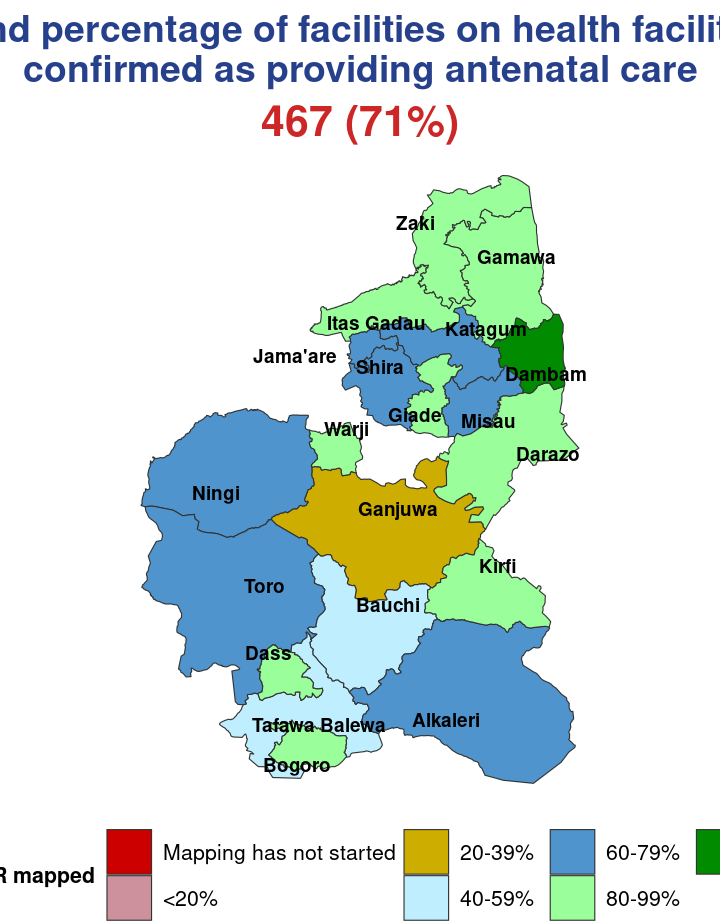 percentage of facilities on health
confirmed as providing antenatal care
467 (71%)
Zaki
Gamawa
Itas Gadau
Katagum
Jama'are
Shira
Dambam
Giade
Misau
Warji
Darazo
Ningi
Ganjuwa
Kirfi
Toro
Bauchi
Dass
Tafawa Balewa
Alkaleri
Bogoro
mapped
Mapping has not started
20-39%
60-79%
<20%
40-59%
80-99%